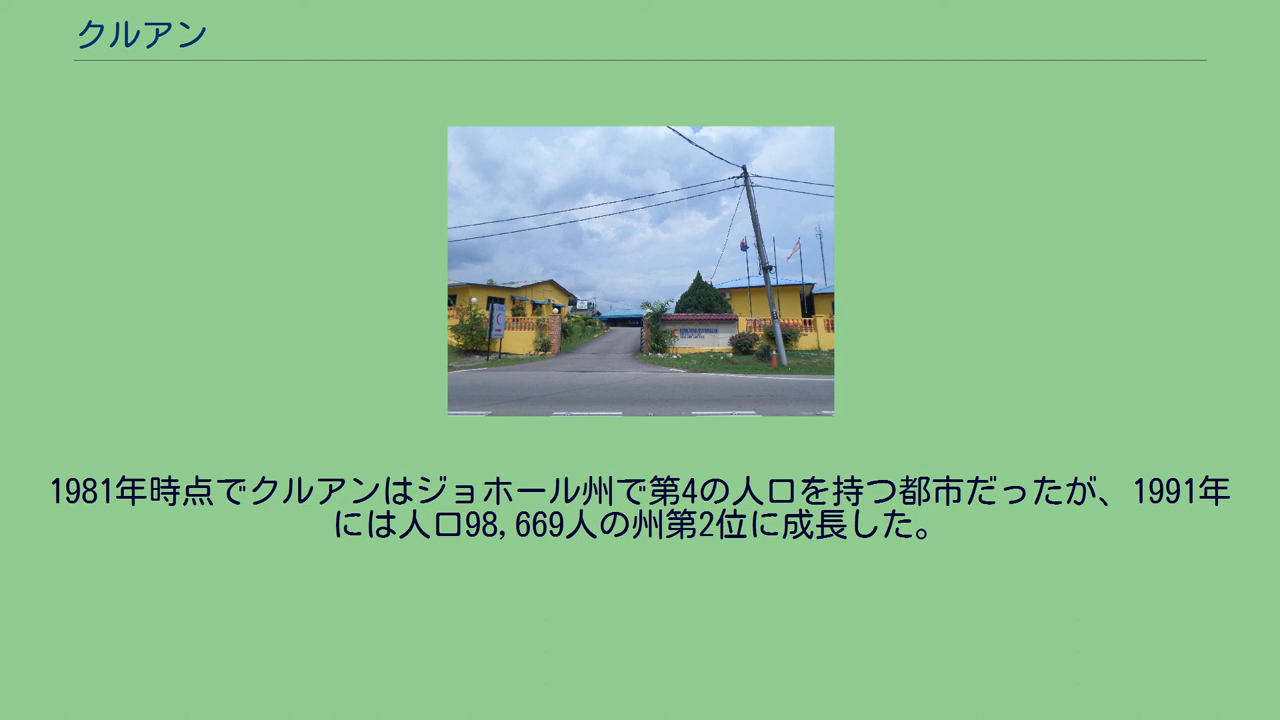 クルアン
1981年時点でクルアンはジョホール州で第4の人口を持つ都市だったが、1991年
には人口98,669人の州第2位に成長した。